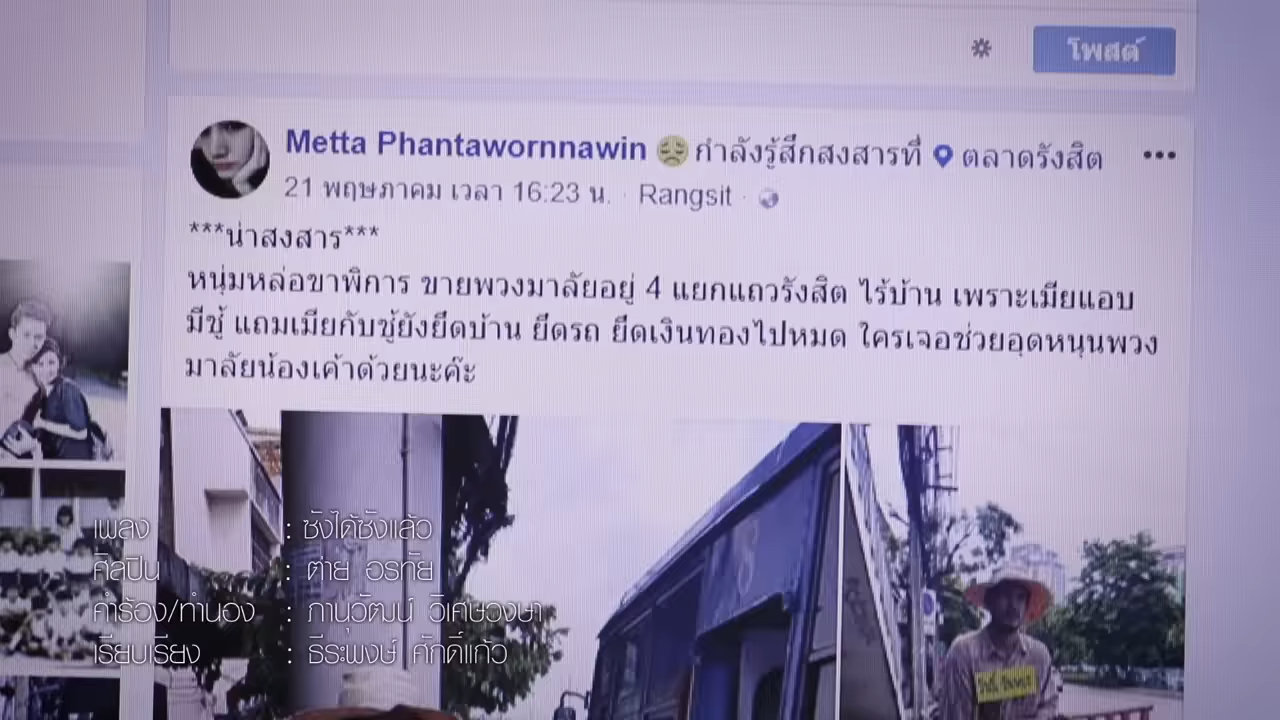 โพสต์
Metta Phantawornnawin กำลังรู้สึกสงสารที่ ตลาดรังสิต
21 พฤษภาคม เวลา 16:23 น. · Rangsit ·
***น่าสงสาร***
หนุ่มหล่อขาพิการ ขายพวงมาลัยอยู่ 4 แยกแถวรังสิต ไร้บ้าน เพราะเมียแอบ
มีชู้ แถมเมียกับชู้ยังยึดบ้าน ยึดรถ ยึดเงินทองไปหมด ใครเจอช่วยอุดหนุนพวง
มาลัยน้องเค้าด้วยนะค๊ะ
เพลง : ซังได้ซังแล้ว
ศิลปิน : ต่าย อรทัย
คำร้อง/ทำนอง : ภานุวัฒน์ วิเศษวงษา
เรียบเรียง : ธีระพงษ์ ศักดิ์แก้ว